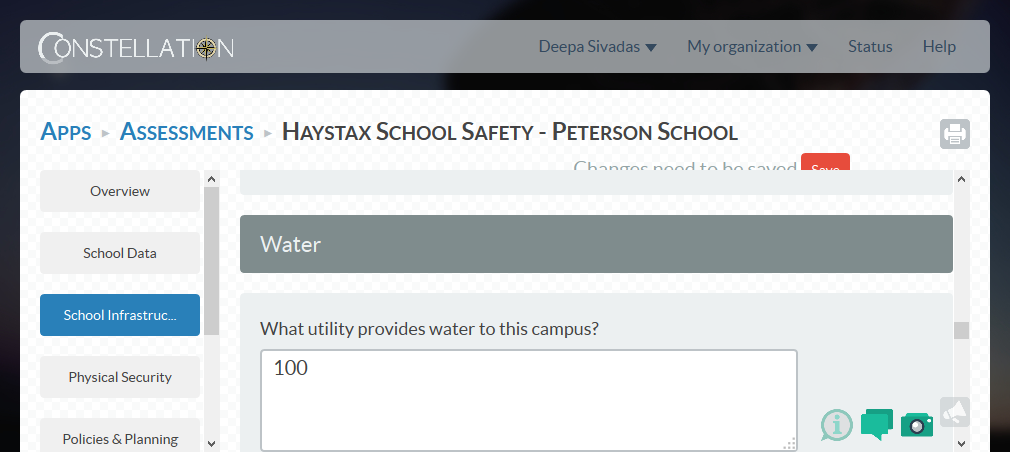 CONSTELLATION
Deepa Sivadas My organization Status Help
APPS ASSESSMENTS HAYSTAX SCHOOL SAFETY - PETERSON SCHOOL
Changes need to be saved Save
Overview
School Data
School Infrastruc...
Physical Security
Policies & Planning
Water
What utility provides water to this campus?
100